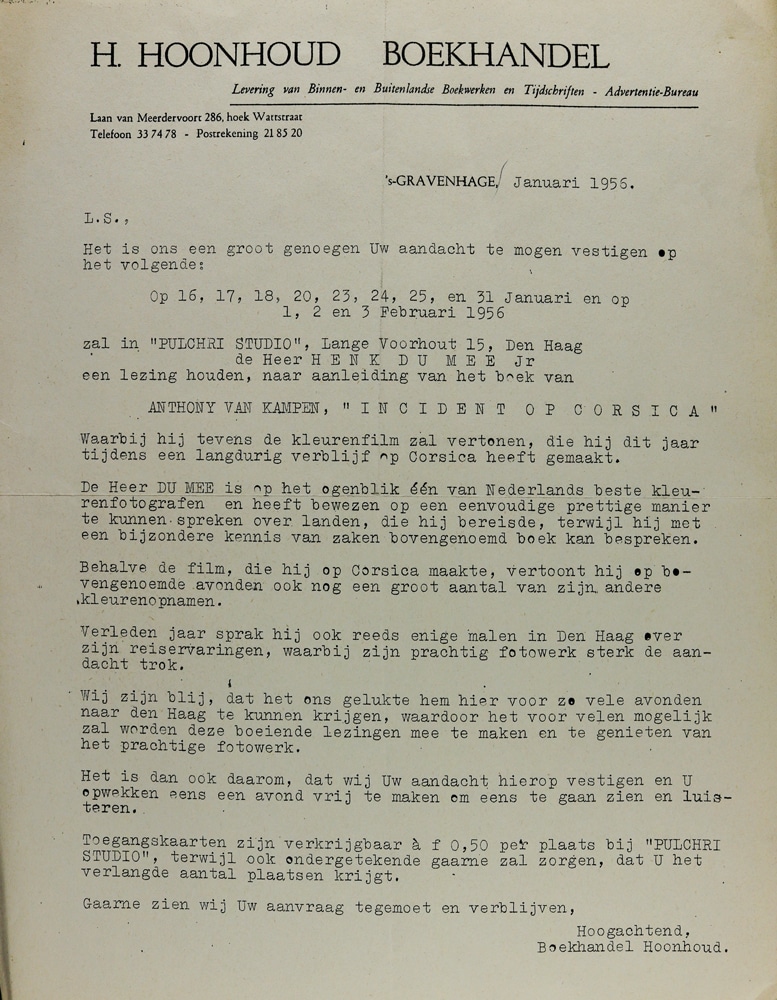 H. HOONHOUD BOEKHANDEL
Levering van Binnen- en Buitenlandse Boekwerken en Tijdschriften - Advertentie-Bureau
Laan van Meerdervoort 286, hoek Wattstraat
Telefoon 33 74 78 - Postrekening 21 85 20
's-GRAVENHAGE, Januari 1956.
L.S.,
Het is ons een groot genoegen Uw aandacht te mogen vestigen op
het volgende:
Op 16, 17, 18, 20, 23, 24, 25, en 31 Januari en op
1, 2 en 3 Februari 1956
zal in "PULCHRI STUDIO", Lange Voorhout 15, Den Haag
de Heer H E N K D U M E E Jr
een lezing houden, naar aanleiding van het boek van
ANTHONY VAN KAMPEN, " I N C I D E N T O P C O R S I C A "
Waarbij hij tevens de kleurenfilm zal vertonen, die hij dit jaar
tijdens een langdurig verblijf op Corsica heeft gemaakt.
De Heer DU MEE is op het ogenblik één van Nederlands beste kleu-
renfotografen en heeft bewezen op een eenvoudige prettige manier
te kunnen spreken over landen, die hij bereisde, terwijl hij met
een bijzondere kennis van zaken bovengenoemd boek kan bespreken.
Behalve de film, die hij op Corsica maakte, vertoont hij op bo-
vengenoemde avonden ook nog een groot aantal van zijn andere
kleurenopnamen.
Verleden jaar sprak hij ook reeds enige malen in Den Haag over
zijn reiservaringen, waarbij zijn prachtig fotowerk sterk de aan-
dacht trok.
Wij zijn blij, dat het ons gelukte hem hier voor zo vele avonden
naar den Haag te kunnen krijgen, waardoor het voor velen mogelijk
zal worden deze boeiende lezingen mee te maken en te genieten van
het prachtige fotowerk.
Het is dan ook daarom, dat wij Uw aandacht hierop vestigen en U
opwekken eens een avond vrij te maken om eens te gaan zien en luis-
teren.
Toegangskaarten zijn verkrijgbaar à f 0,50 per plaats bij "PULCHRI
STUDIO", terwijl ook ondergetekende gaarne zal zorgen, dat U het
verlangde aantal plaatsen krijgt.
Gaarne zien wij Uw aanvraag tegemoet en verblijven,
Hoogachtend,
Boekhandel Hoonhoud.